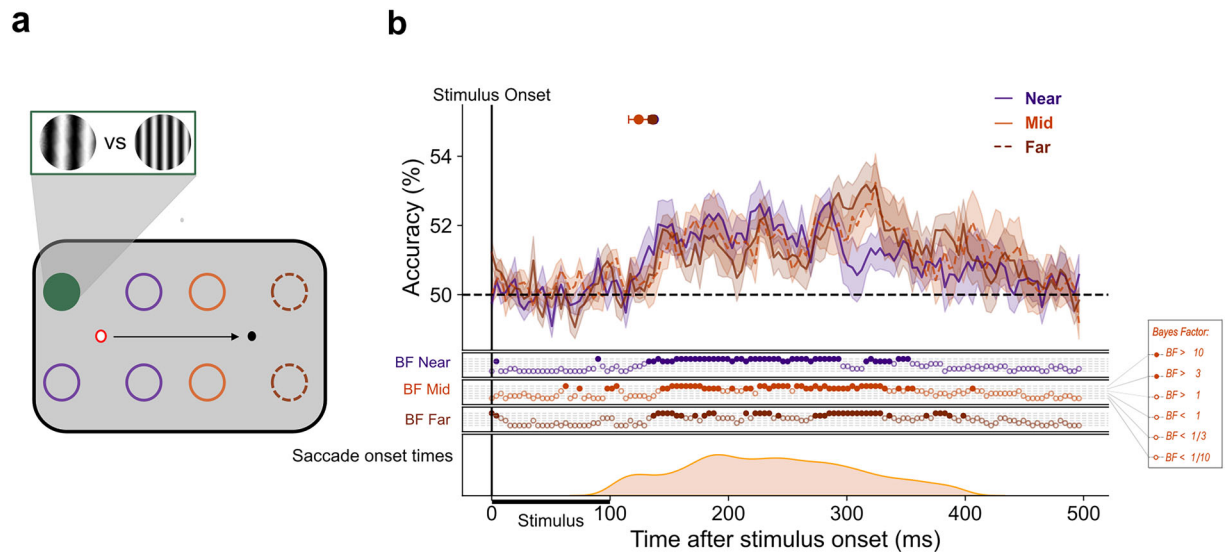 a
b
vs
Stimulus Onset
Near
Mid
Far
54
52
50
Accuracy (%)
BF Near
BF Mid
BF Far
Bayes Factor:
BF > 10
BF > 3
BF > 1
BF < 1
BF < 1/3
BF < 1/10
Saccade onset times
0
100
200
300
400
500
Stimulus
Time after stimulus onset (ms)